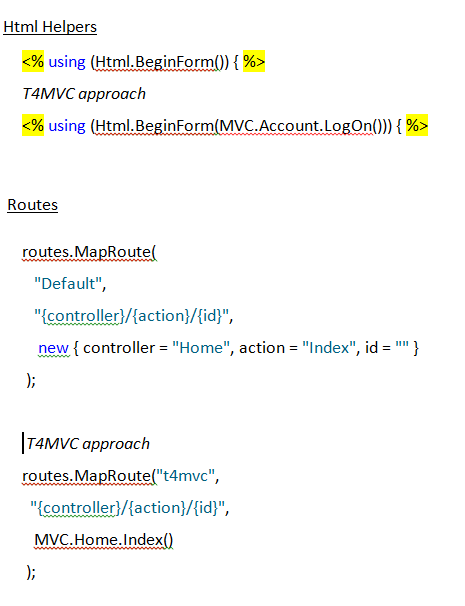 Html Helpers
<% using (Html.BeginForm()) { %>
T4MVC approach
<% using (Html.BeginForm(MVC.Account.LogOn())) { %>
Routes
routes.MapRoute(
"Default",
"{controller}/{action}/{id}",
new { controller = "Home", action = "Index", id = "" }
);
T4MVC approach
routes.MapRoute("t4mvc",
"{controller}/{action}/{id}",
MVC.Home.Index()
);